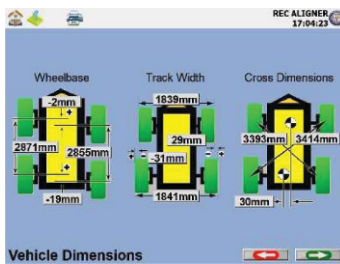 REC ALIGNER
17:04:23
Wheelbase
Track Width
Cross Dimensions
-2mm
1839mm
2871mm
2855mm
29mm
-31mm
3393mm
3414mm
-19mm
1841mm
30mm
Vehicle Dimensions